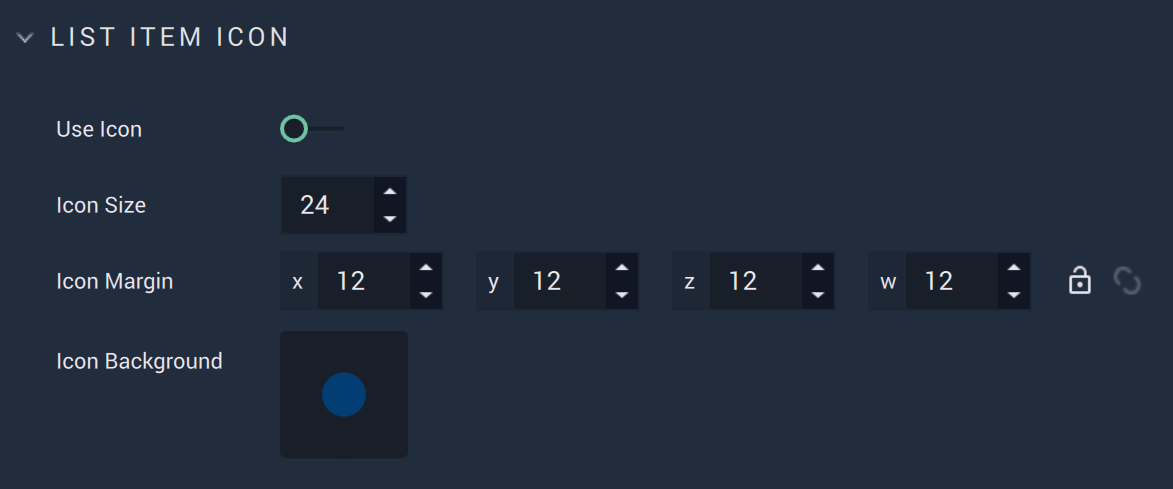 LIST ITEM ICON
Use Icon
Icon Size 24
Icon Margin x 12 y 12 z 12 w 12
Icon Background